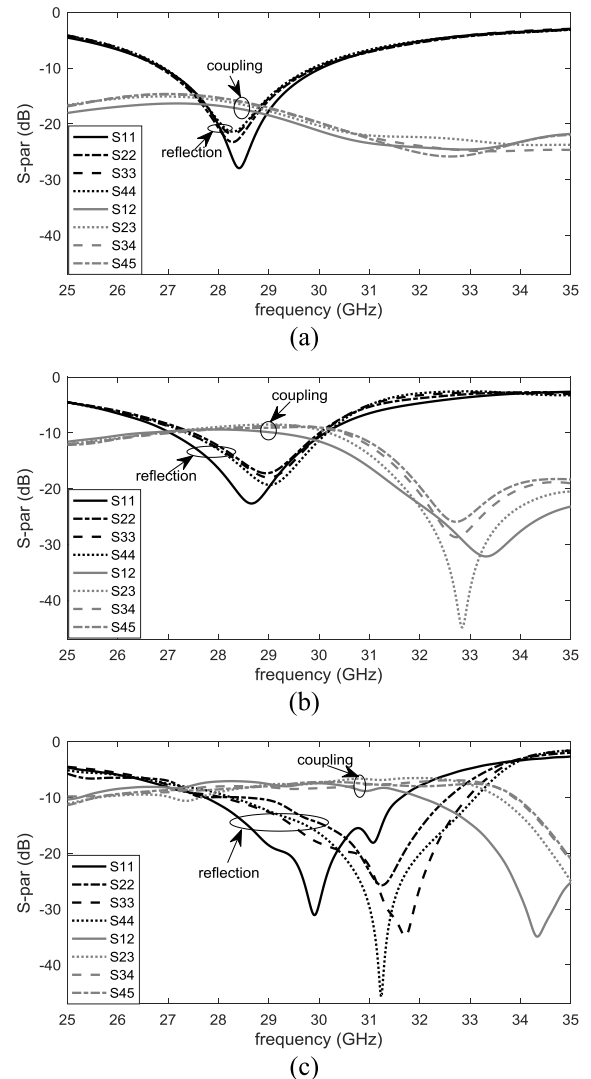 0
-10
-20
-30
-40
S-par (dB)
coupling
reflection
S11
S22
S33
S44
S12
S23
S34
S45
25 26 27 28 29 30 31 32 33 34 35
frequency (GHz)
(a)
0
-10
-20
-30
-40
S-par (dB)
coupling
reflection
S11
S22
S33
S44
S12
S23
S34
S45
25 26 27 28 29 30 31 32 33 34 35
frequency (GHz)
(b)
0
-10
-20
-30
-40
S-par (dB)
coupling
reflection
S11
S22
S33
S44
S12
S23
S34
S45
25 26 27 28 29 30 31 32 33 34 35
frequency (GHz)
(c)